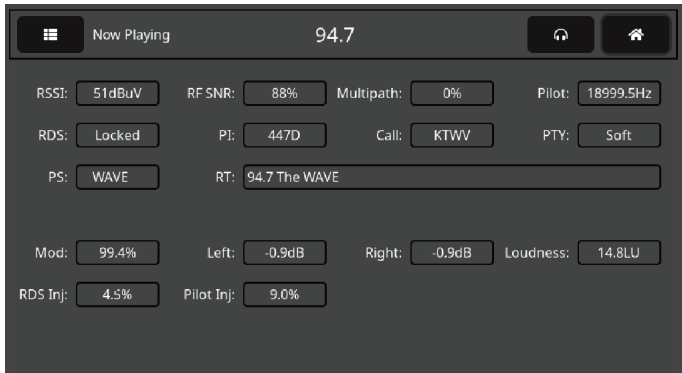 Now Playing 94.7
RSSI: 51dBuV RF SNR: 88% Multipath: 0% Pilot: 18999.5Hz
RDS: Locked PI: 447D Call: KTWV PTY: Soft
PS: WAVE RT: 94.7 The WAVE
Mod: 99.4% Left: -0.9dB Right: -0.9dB Loudness: 14.8LU
RDS Inj: 4.5% Pilot Inj: 9.0%